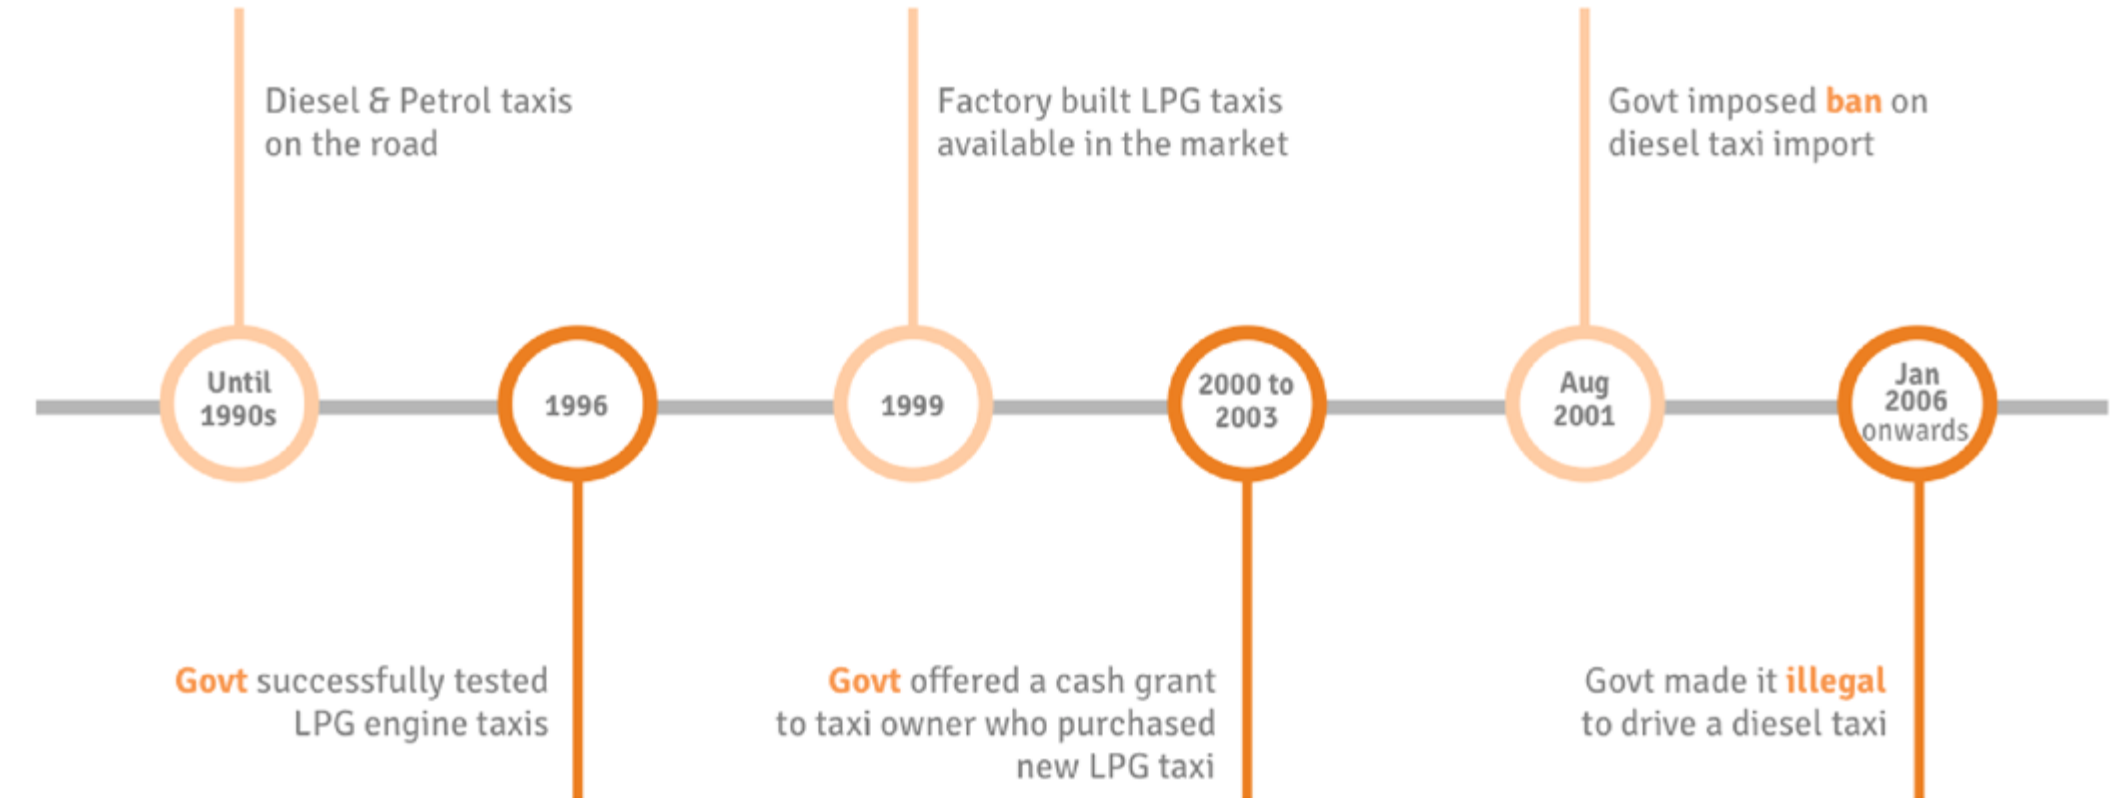 Diesel & Petrol taxis
on the road
Factory built LPG taxis
available in the market
Govt imposed ban on
diesel taxi import
Until
1990s
1996
1999
2000 to
2003
Aug
2001
Jan
2006
onwards
Govt successfully tested
LPG engine taxis
Govt offered a cash grant
to taxi owner who purchased
new LPG taxi
Govt made it illegal
to drive a diesel taxi